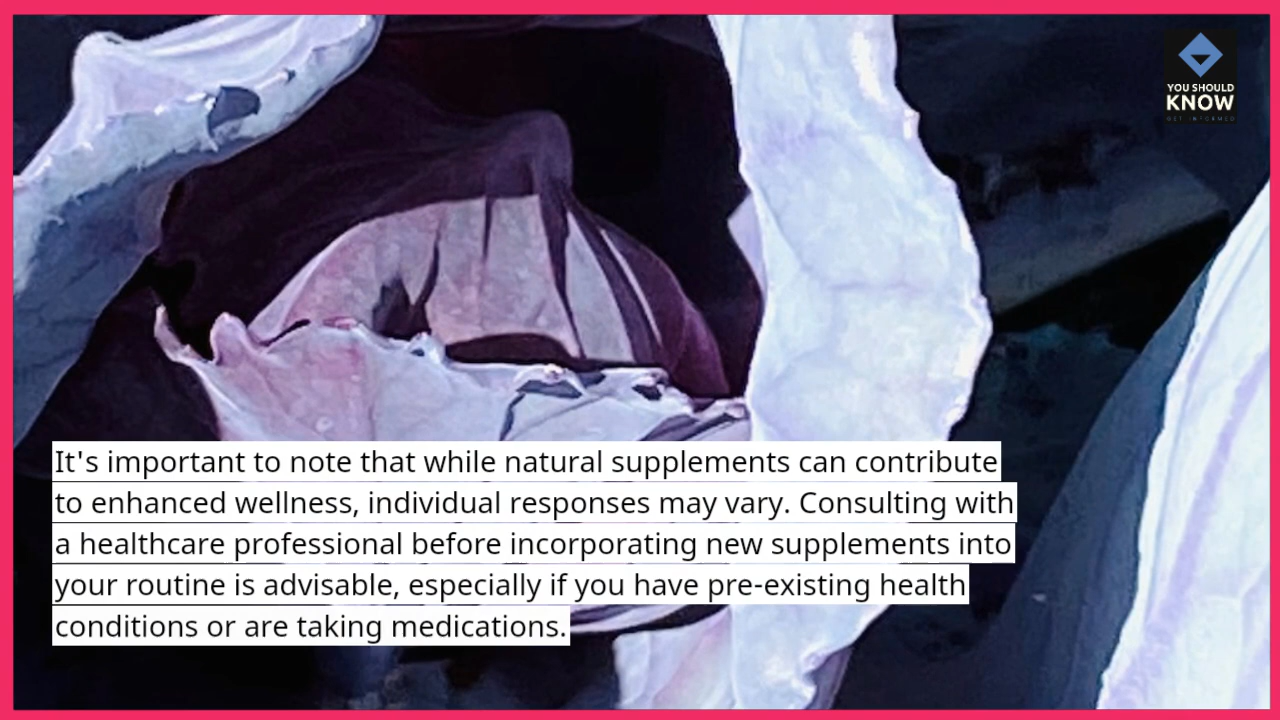 YOU SHOULD
KNOW
GET INFORMED
It's important to note that while natural supplements can contribute
to enhanced wellness, individual responses may vary. Consulting with
a healthcare professional before incorporating new supplements into
your routine is advisable, especially if you have pre-existing health
conditions or are taking medications.